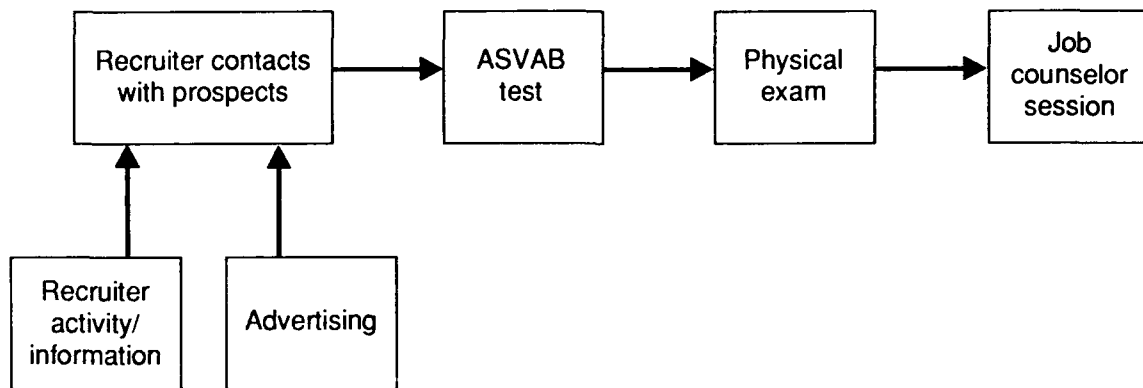 Recruiter contacts
with prospects
ASVAB
test
Physical
exam
Job
counselor
session
Recruiter
activity/
information
Advertising